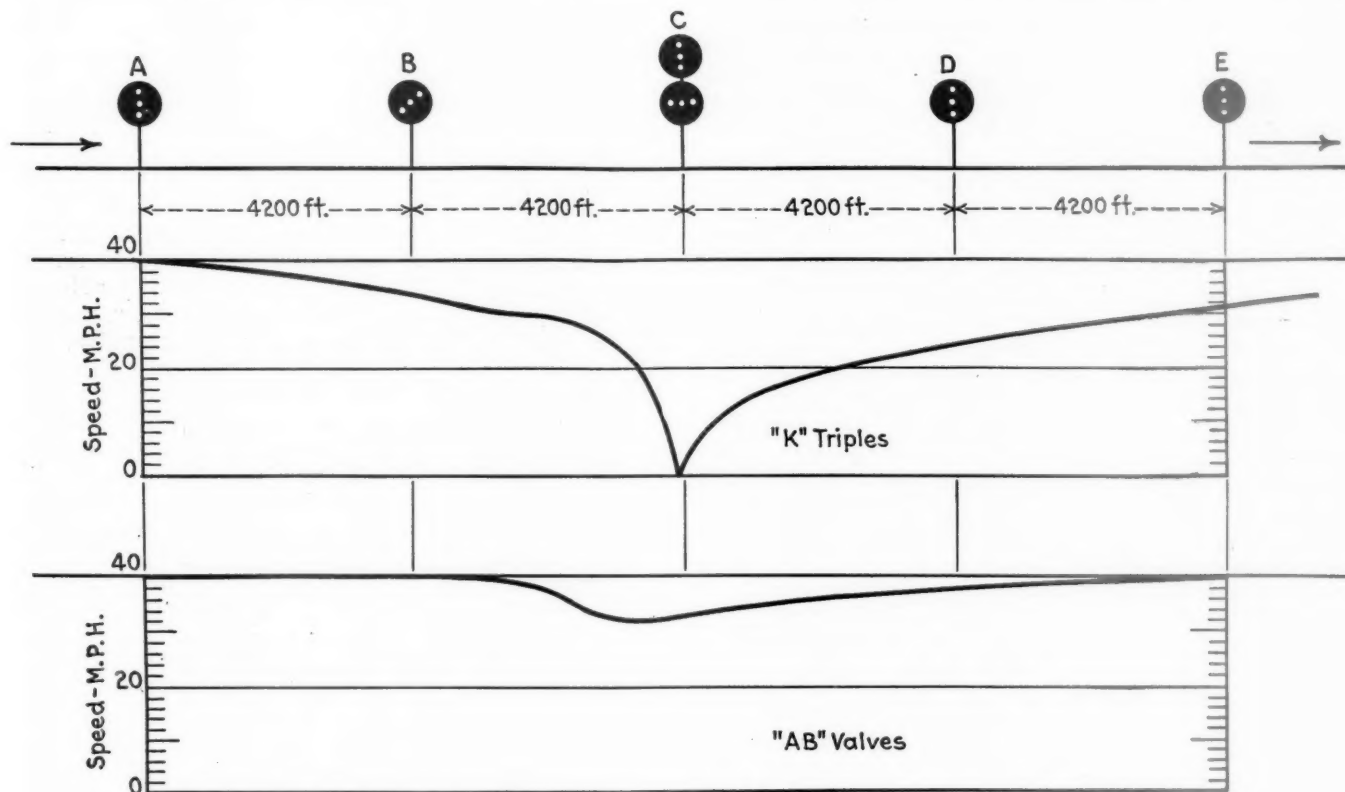 A
B
C
D
E
4200 ft.
4200 ft.
4200 ft.
4200 ft.
40
20
0
Speed-M.P.H.
"K" Triples
40
20
0
Speed-M.P.H.
"AB" Valves